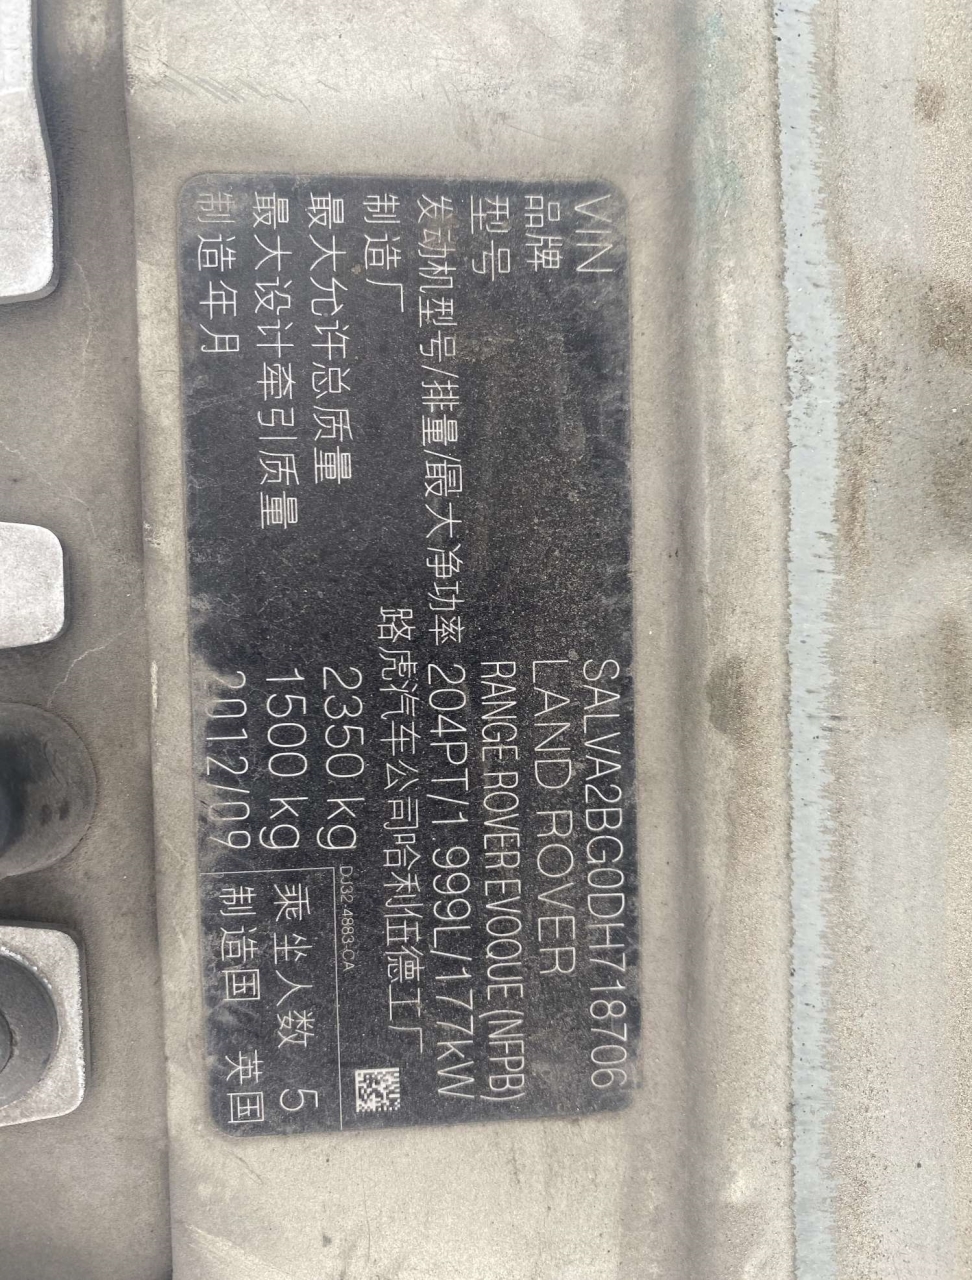 VIN SALVA2BG0DH718706
品牌 LAND ROVER
型号 RANGE ROVER EVOQUE (NFPB)
发动机型号/排量/最大净功率 204PT/1.999L/177kW
制造厂 路虎汽车公司哈利伍德工厂
最大允许总质量 2350 kg
最大设计牵引质量 1500 kg
制造年月 2012/09
DJ32-4883-CA
乘坐人数 5
制造国 英国